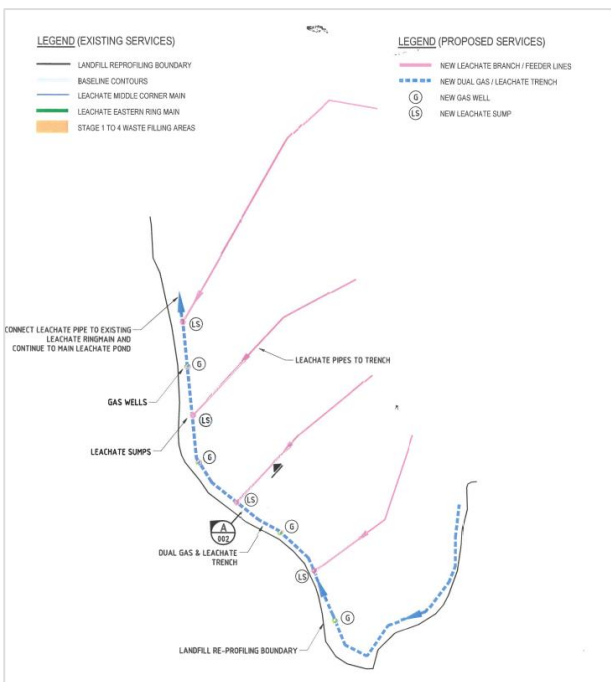 LEGEND (EXISTING SERVICES)
LANDFILL REPROFILING BOUNDARY
BASELINE CONTOURS
LEACHATE MIDDLE CORNER MAIN
LEACHATE EASTERN RING MAIN
STAGE 1 TO 4 WASTE FILLING AREAS
LEGEND (PROPOSED SERVICES)
NEW LEACHATE BRANCH / FEEDER LINES
NEW DUAL GAS / LEACHATE TRENCH
G NEW GAS WELL
LS NEW LEACHATE SUMP
CONNECT LEACHATE PIPE TO EXISTING
LEACHATE RINGMAIN AND
CONTINUE TO MAIN LEACHATE POND
LS
LEACHATE PIPES TO TRENCH
G
GAS WELLS
LS
LEACHATE SUMPS
G
LS
A
002
G
DUAL GAS & LEACHATE
TRENCH
LS
G
LANDFILL RE-PROFILING BOUNDARY